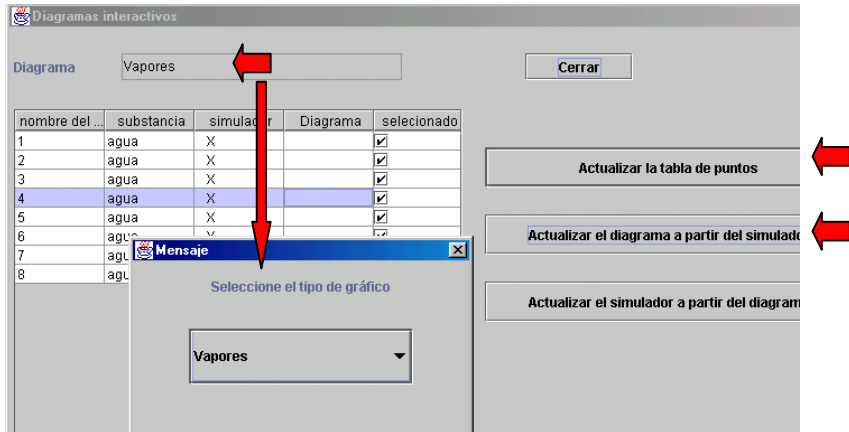 Diagramas interactivos
Diagrama Vapores Cerrar
nombre del ... substancia simulador Diagrama selecionado
1 agua X
2 agua X
3 agua X
4 agua X
5 agua X
6 agua X
7
8
Actualizar la tabla de puntos
Actualizar el diagrama a partir del simulado
Actualizar el simulador a partir del diagram
Mensaje
Seleccione el tipo de gráfico
Vapores